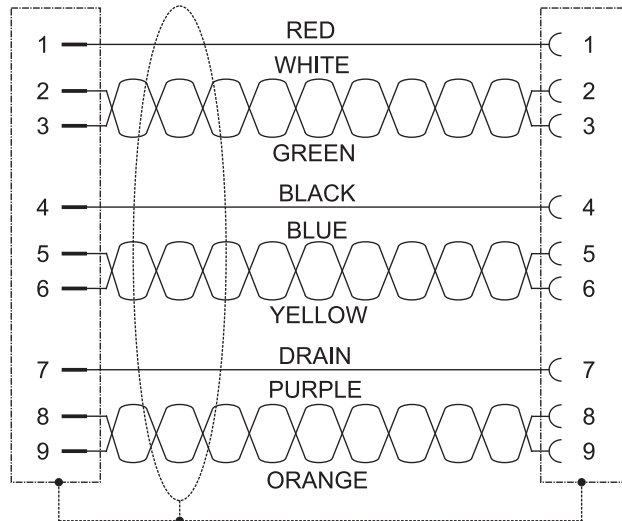 RED
1 1
WHITE
2 2
3 3
GREEN
BLACK
4 4
BLUE
5 5
6 6
YELLOW
DRAIN
7 7
PURPLE
8 8
9 9
ORANGE